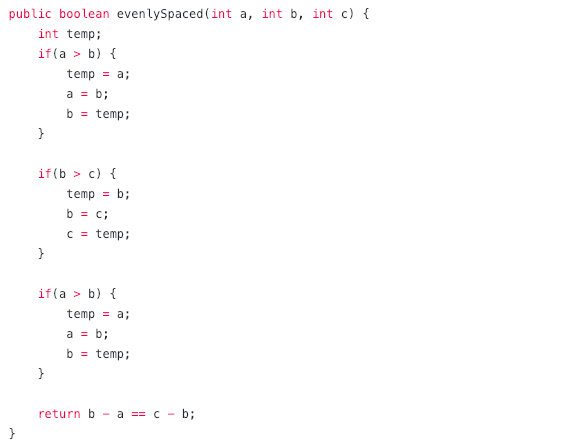 public boolean evenlySpaced(int a, int b, int c) {
    int temp;
    if(a > b) {
        temp = a;
        a = b;
        b = temp;
    }

    if(b > c) {
        temp = b;
        b = c;
        c = temp;
    }

    if(a > b) {
        temp = a;
        a = b;
        b = temp;
    }

    return b - a == c - b;
}